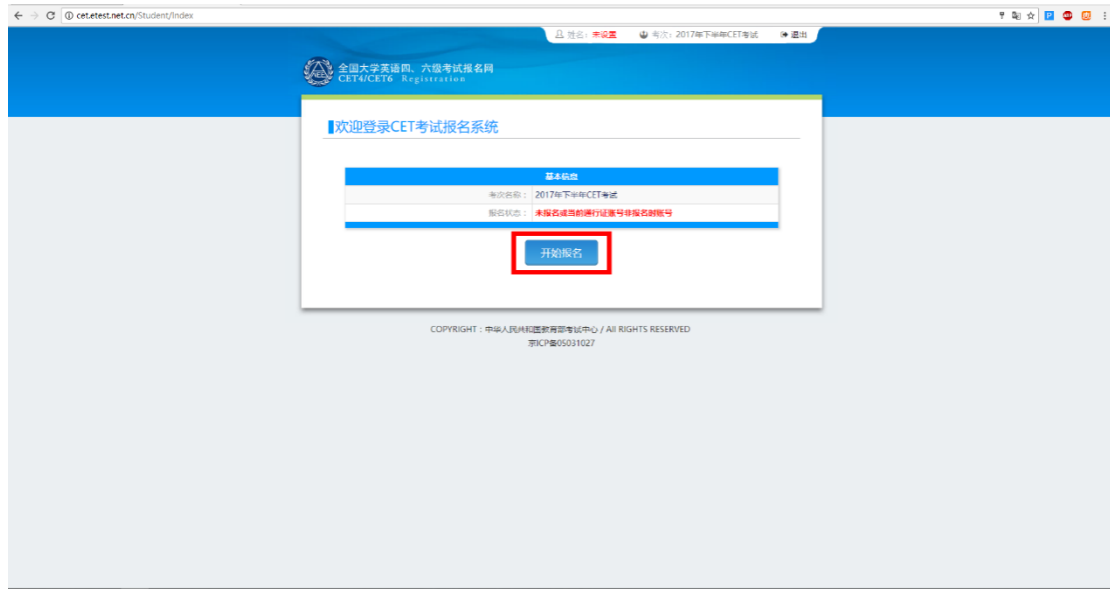 cet.etest.net.cn/Student/Index
姓名：未设置 考次：2017年下半年CET考试 退出
全国大学英语四、六级考试报名网
CET4/CET6 Registration
欢迎登录CET考试报名系统
基本信息
考次名称： 2017年下半年CET考试
报名状态： 未报名或当前通行证账号非报名时账号
开始报名
COPYRIGHT：中华人民共和国教育部考试中心 / All RIGHTS RESERVED
京ICP备05031027